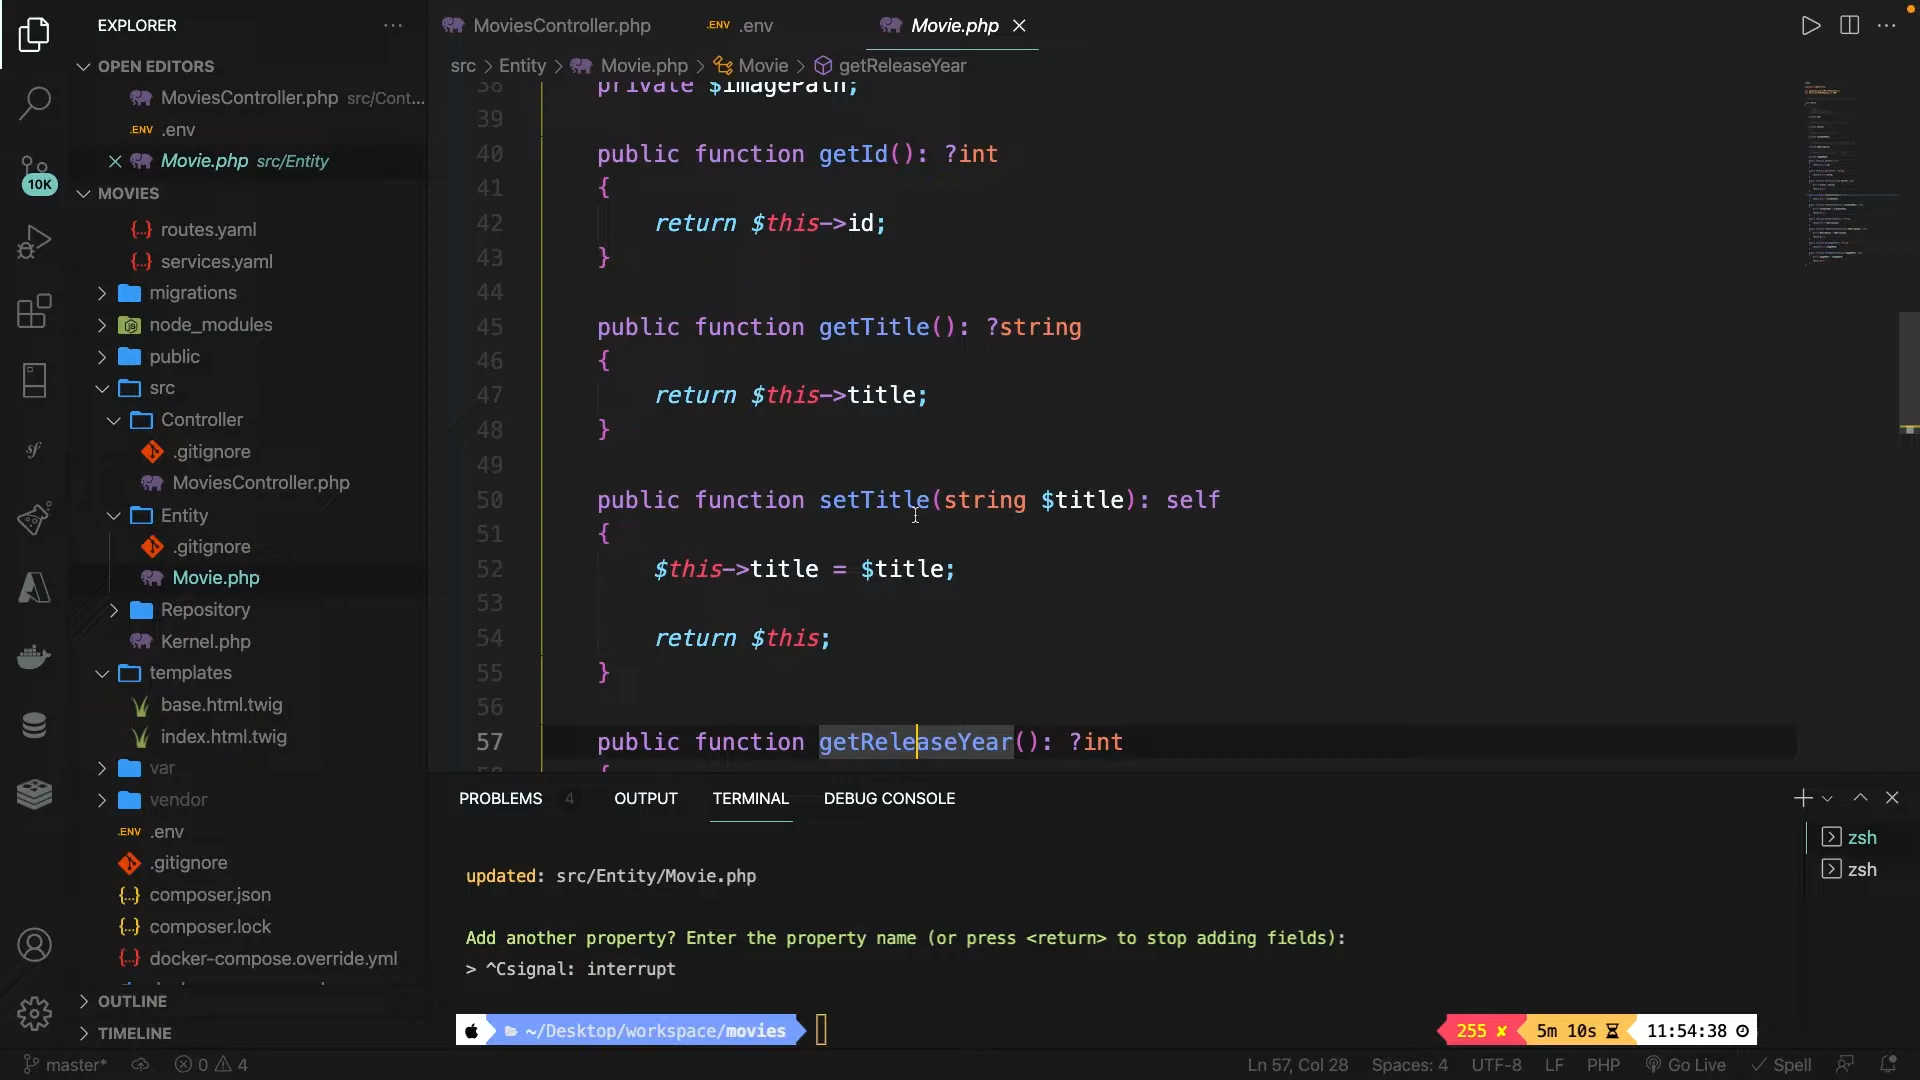 EXPLORER
OPEN EDITORS
MoviesController.php src/Cont...
.ENV .env
Movie.php src/Entity
10K
MOVIES
routes.yaml
services.yaml
migrations
node_modules
public
src
Controller
.gitignore
MoviesController.php
Entity
.gitignore
Movie.php
Repository
Kernel.php
templates
base.html.twig
index.html.twig
var
vendor
.ENV .env
.gitignore
composer.json
composer.lock
docker-compose.override.yml
OUTLINE
TIMELINE
MoviesController.php .ENV .env Movie.php
src > Entity > Movie.php > Movie > getReleaseYear
38 private $imagePath;
39
40 public function getId(): ?int
41 {
42 return $this->id;
43 }
44
45 public function getTitle(): ?string
46 {
47 return $this->title;
48 }
49
50 public function setTitle(string $title): self
51 {
52 $this->title = $title;
53
54 return $this;
55 }
56
57 public function getReleaseYear(): ?int
58 {
PROBLEMS 4 OUTPUT TERMINAL DEBUG CONSOLE
zsh
zsh
updated: src/Entity/Movie.php
Add another property? Enter the property name (or press <return> to stop adding fields):
> ^Csignal: interrupt
~/Desktop/workspace/movies
255 ✘ 5m 10s 11:54:38
master* 0 4 Ln 57, Col 28 Spaces: 4 UTF-8 LF PHP Go Live Spell